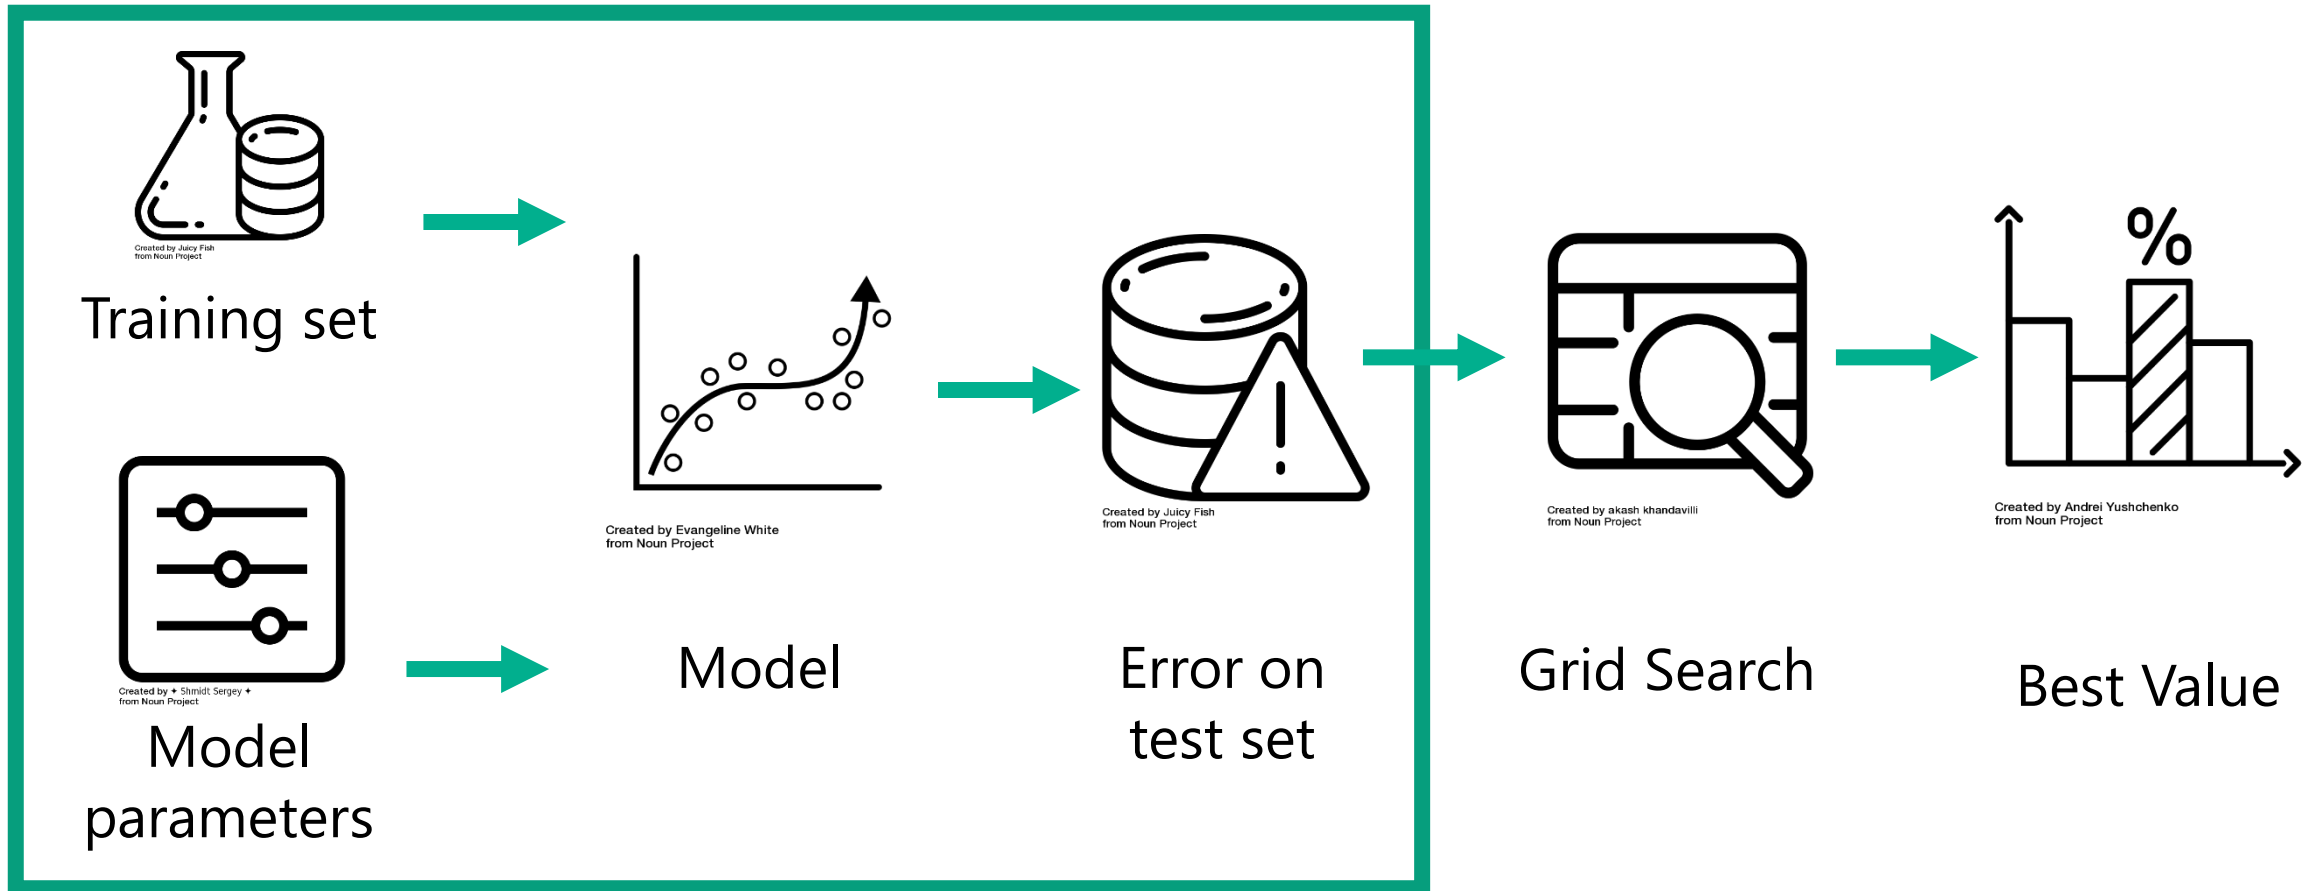 Created by Juicy Fish
from Noun Project
Training set
Created by ✦ Shmidt Sergey ✦
from Noun Project
Model
parameters
Created by Evangeline White
from Noun Project
Model
Created by Juicy Fish
from Noun Project
Error on
test set
Created by akash khandavilli
from Noun Project
Grid Search
%
Created by Andrei Yushchenko
from Noun Project
Best Value